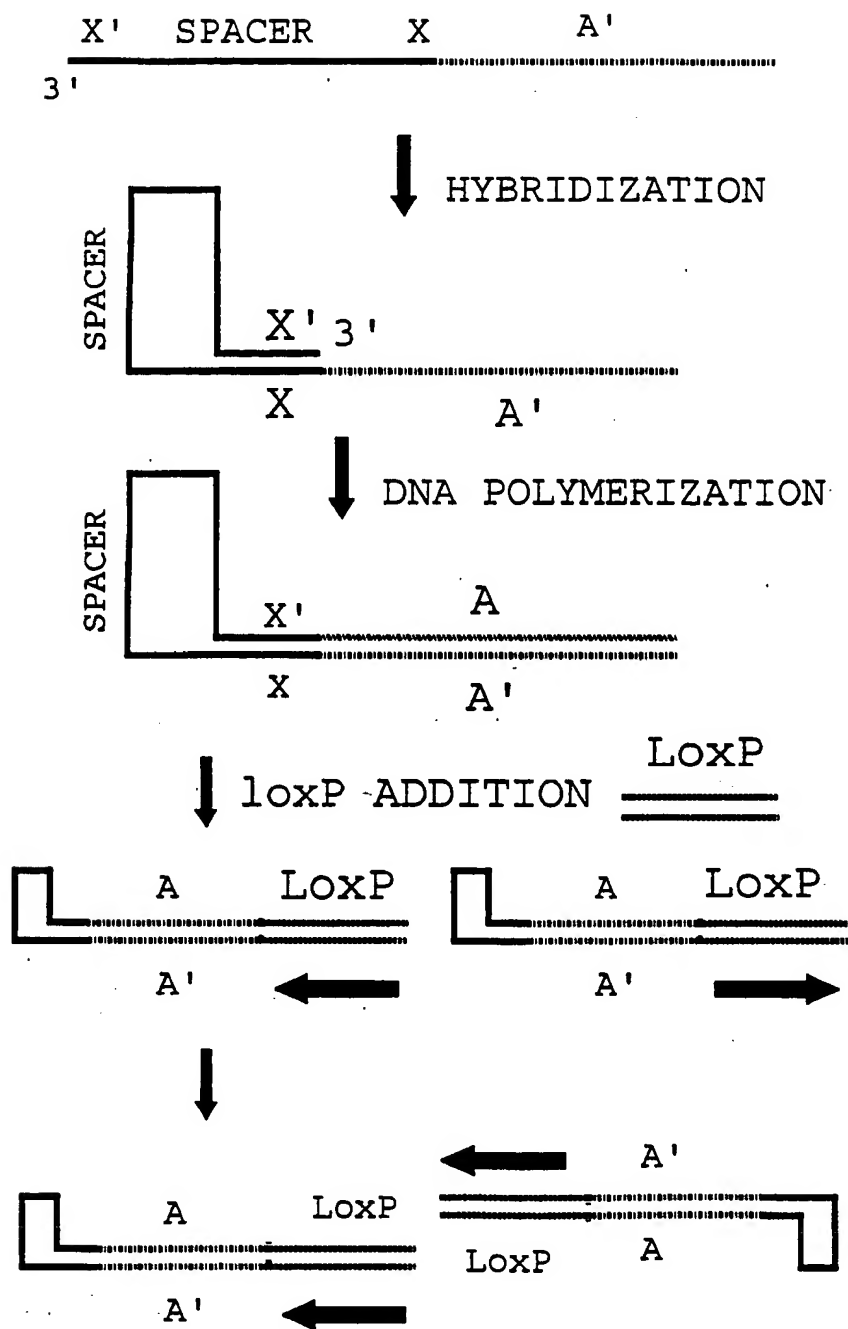 X' SPACER X A'
3'
HYBRIDIZATION
SPACER
X' 3'
X A'
DNA POLYMERIZATION
SPACER
X' A
X A'
LoxP
loxP ADDITION
A LoxP A LoxP
A' A'
A'
A LoxP
LoxP A
A'